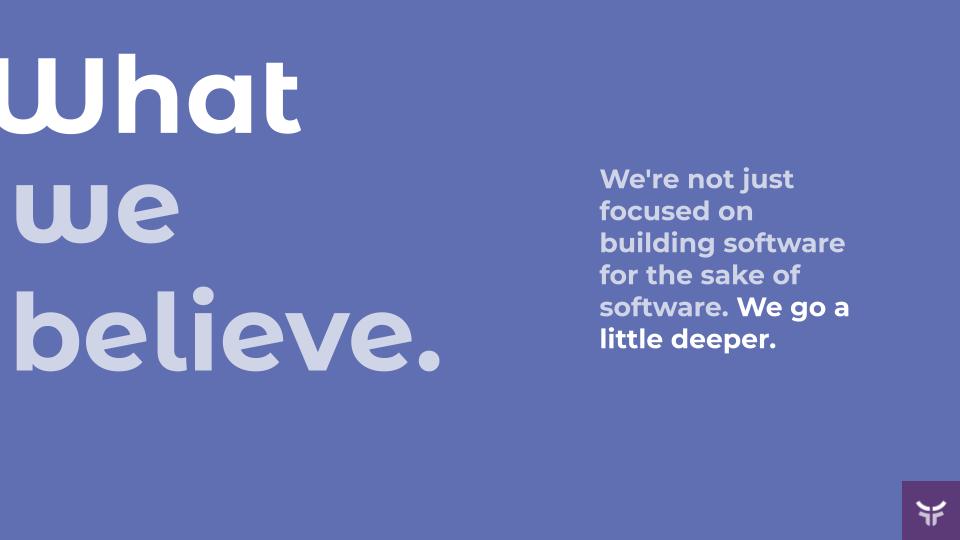 What
we
believe.
We're not just
focused on
building software
for the sake of
software. We go a
little deeper.